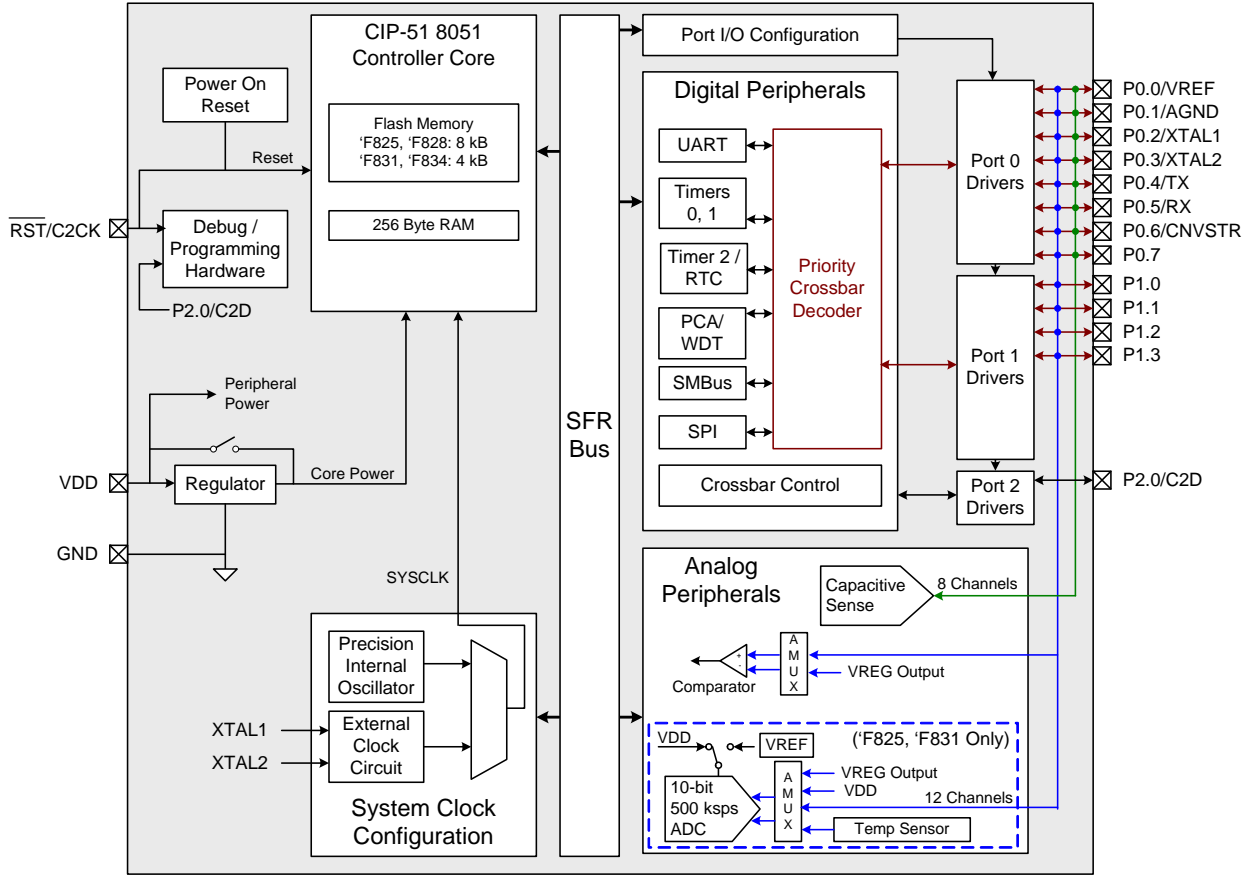 CIP-51 8051
Controller Core
Flash Memory
‘F825, ‘F828: 8 kB
‘F831, ‘F834: 4 kB
256 Byte RAM
Power On
Reset
Reset
RST/C2CK
Debug /
Programming
Hardware
P2.0/C2D
Peripheral
Power
VDD
Regulator
Core Power
GND
SYSCLK
Precision
Internal
Oscillator
XTAL1
XTAL2
External
Clock
Circuit
System Clock
Configuration
SFR
Bus
Port I/O Configuration
Digital Peripherals
UART
Timers
0, 1
Timer 2 /
RTC
PCA/
WDT
SMBus
SPI
Priority
Crossbar
Decoder
Crossbar Control
Port 0
Drivers
Port 1
Drivers
Port 2
Drivers
P0.0/VREF
P0.1/AGND
P0.2/XTAL1
P0.3/XTAL2
P0.4/TX
P0.5/RX
P0.6/CNVSTR
P0.7
P1.0
P1.1
P1.2
P1.3
P2.0/C2D
Analog
Peripherals
Capacitive
Sense
8 Channels
+
-
Comparator
AMUX
VREG Output
(‘F825, ‘F831 Only)
VDD
VREF
10-bit
500 ksps
ADC
AMUX
VREG Output
VDD
12 Channels
Temp Sensor